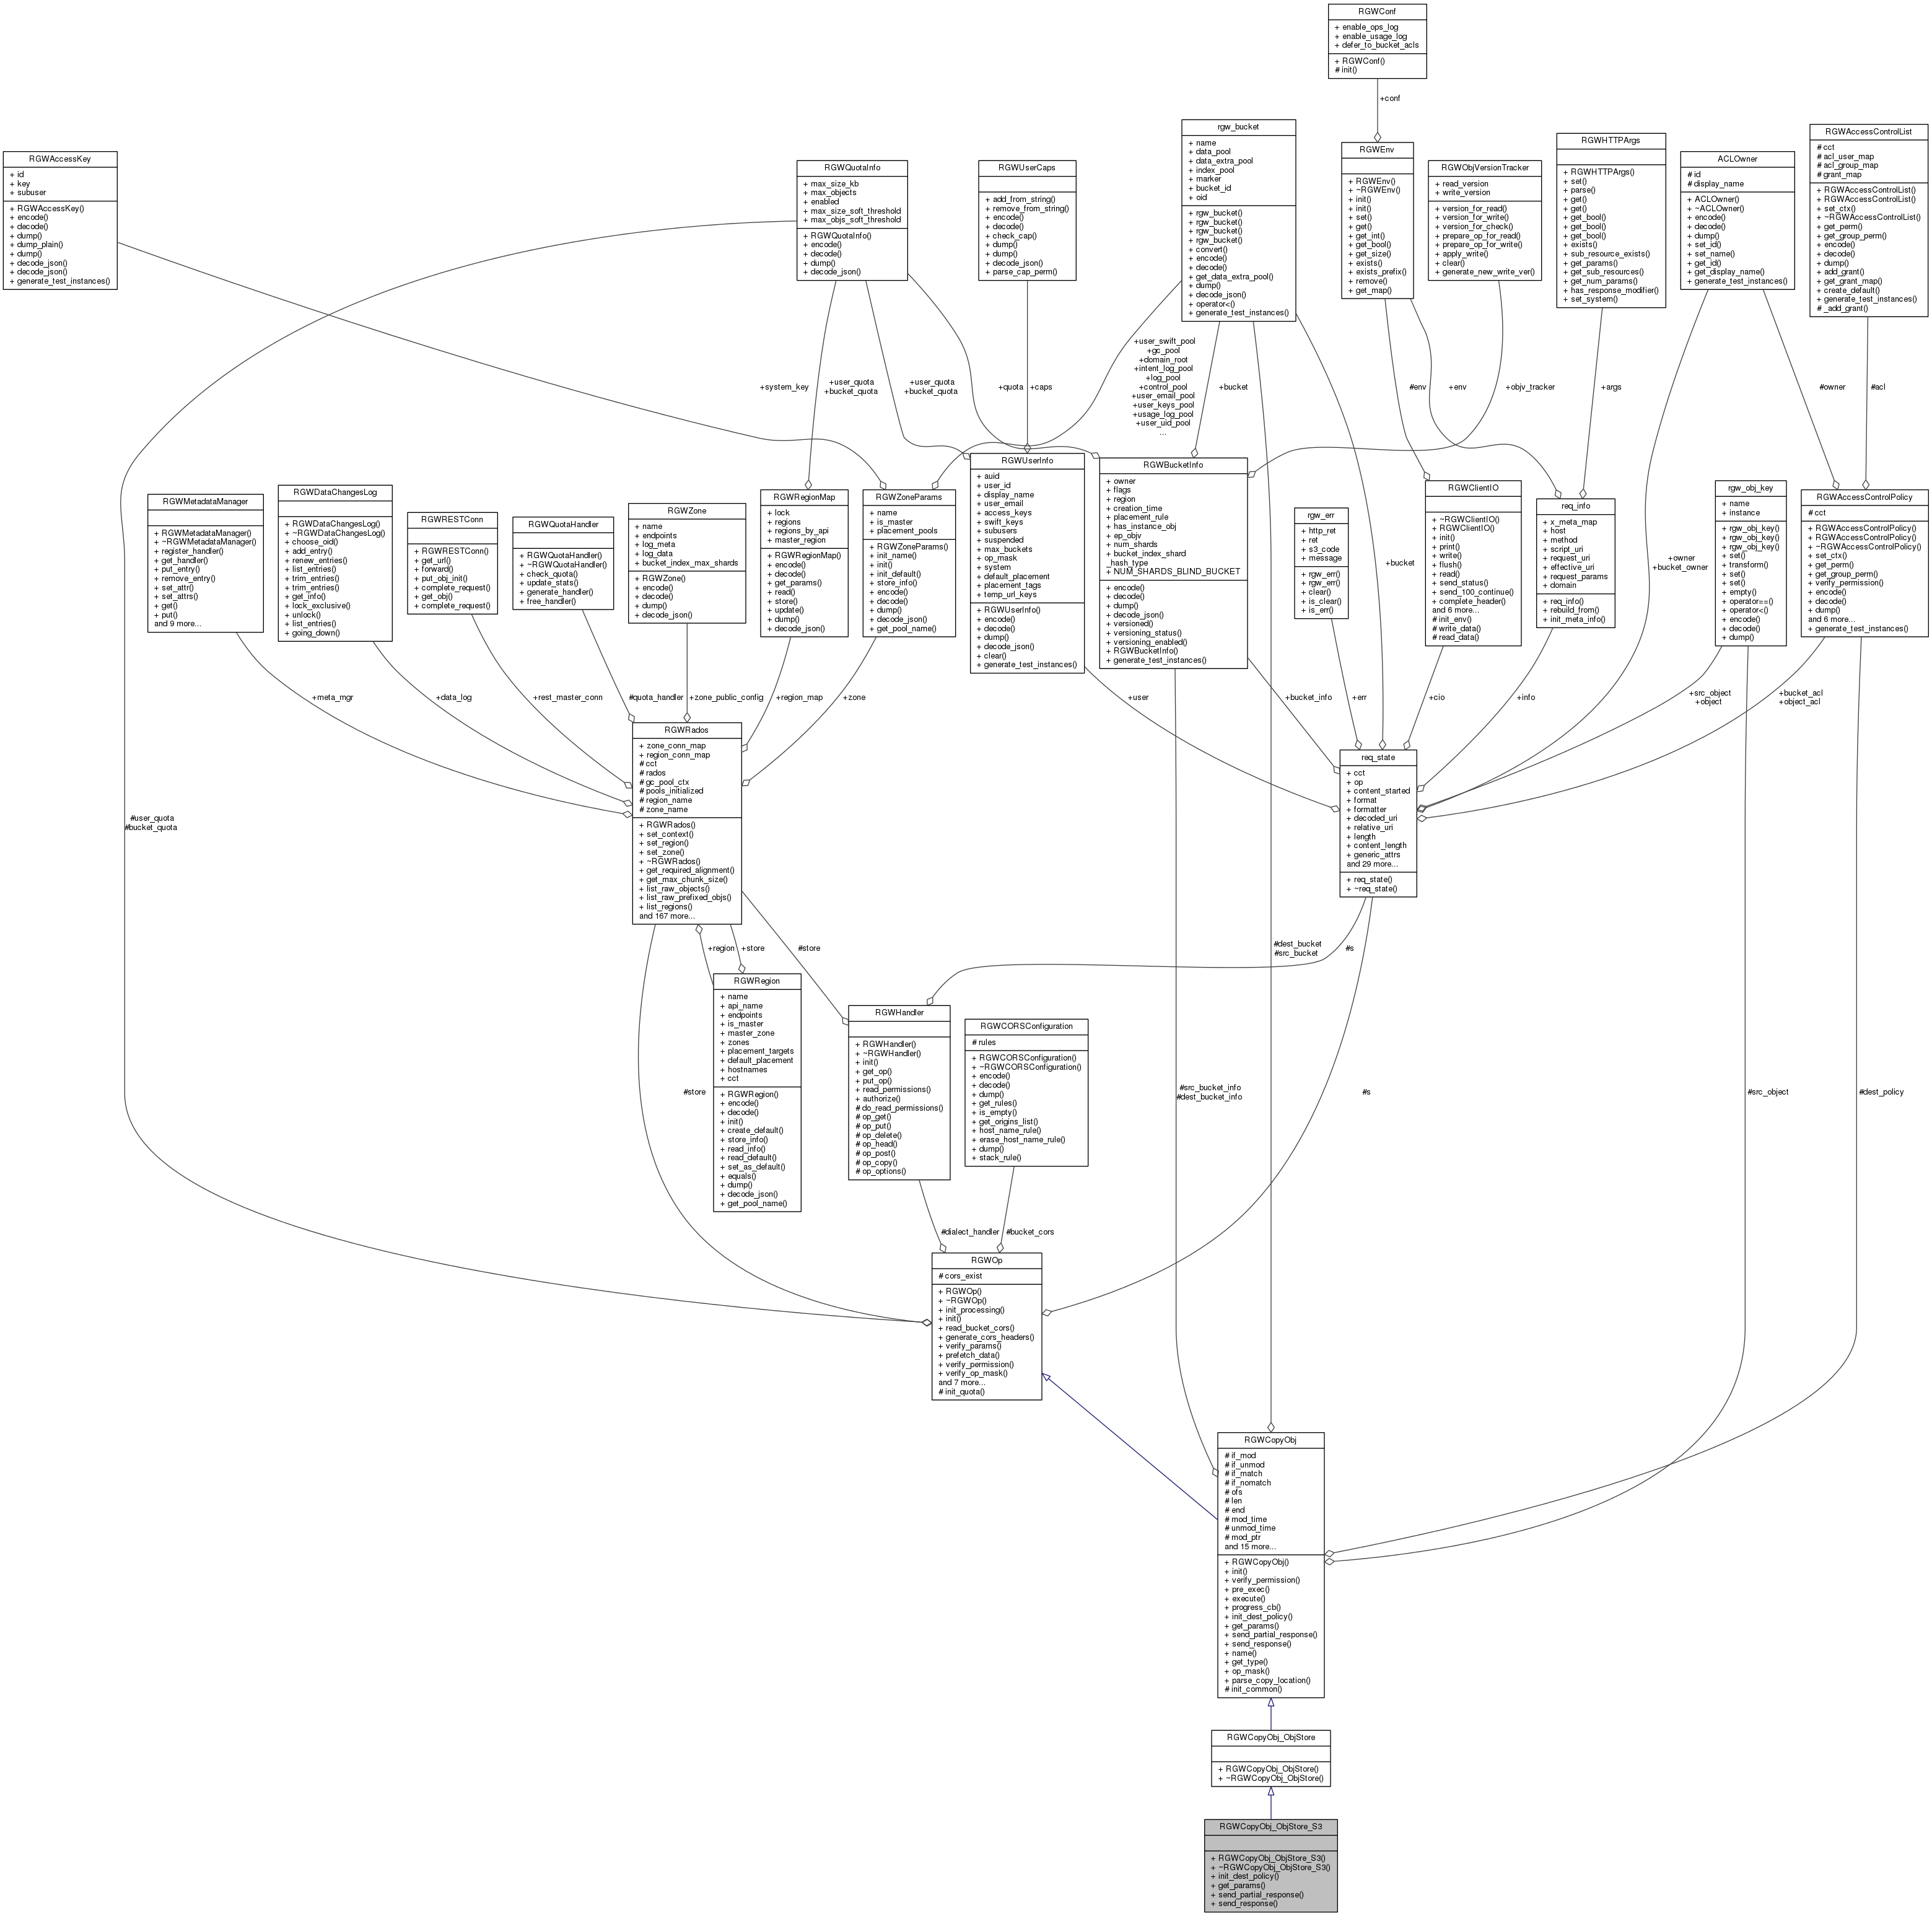 RGWConf
+ enable_ops_log
+ enable_usage_log
+ defer_to_bucket_acls
+ RGWConf()
# init()
+conf
RGWAccessKey
+ id
+ key
+ subuser
+ RGWAccessKey()
+ encode()
+ decode()
+ dump()
+ dump_plain()
+ dump()
+ decode_json()
+ decode_json()
+ generate_test_instances()
RGWQuotaInfo
+ max_size_kb
+ max_objects
+ enabled
+ max_size_soft_threshold
+ max_objs_soft_threshold
+ RGWQuotaInfo()
+ encode()
+ decode()
+ dump()
+ decode_json()
RGWUserCaps
+ add_from_string()
+ remove_from_string()
+ encode()
+ decode()
+ check_cap()
+ dump()
+ dump()
+ decode_json()
+ parse_cap_perm()
rgw_bucket
+ name
+ data_pool
+ data_extra_pool
+ index_pool
+ marker
+ bucket_id
+ oid
+ rgw_bucket()
+ rgw_bucket()
+ rgw_bucket()
+ rgw_bucket()
+ convert()
+ encode()
+ decode()
+ get_data_extra_pool()
+ dump()
+ decode_json()
+ operator<()
+ generate_test_instances()
RGWEnv
+ RGWEnv()
+ ~RGWEnv()
+ init()
+ init()
+ set()
+ get()
+ get_int()
+ get_bool()
+ get_size()
+ exists()
+ exists_prefix()
+ remove()
+ get_map()
RGWObjVersionTracker
+ read_version
+ write_version
+ version_for_read()
+ version_for_write()
+ version_for_check()
+ prepare_op_for_read()
+ prepare_op_for_write()
+ apply_write()
+ clear()
+ generate_new_write_ver()
RGWHTTPArgs
+ RGWHTTPArgs()
+ set()
+ parse()
+ get()
+ get()
+ get_bool()
+ get_bool()
+ get_bool()
+ exists()
+ sub_resource_exists()
+ get_params()
+ get_sub_resources()
+ get_num_params()
+ has_response_modifier()
+ set_system()
ACLOwner
# id
# display_name
+ ACLOwner()
+ ~ACLOwner()
+ encode()
+ decode()
+ dump()
+ set_id()
+ set_name()
+ get_id()
+ get_display_name()
+ generate_test_instances()
RGWAccessControlList
# cct
# acl_user_map
# acl_group_map
# grant_map
+ RGWAccessControlList()
+ RGWAccessControlList()
+ set_ctx()
+ ~RGWAccessControlList()
+ get_perm()
+ get_group_perm()
+ encode()
+ decode()
+ dump()
+ add_grant()
+ get_grant_map()
+ create_default()
+ generate_test_instances()
# _add_grant()
+system_key
+user_quota
+bucket_quota
+user_quota
+bucket_quota
+quota
+caps
+user_swift_pool
+gc_pool
+domain_root
+intent_log_pool
+log_pool
+control_pool
+user_email_pool
+user_keys_pool
+usage_log_pool
+user_uid_pool
...
+bucket
#env
+env
+objv_tracker
+args
#owner
#acl
RGWMetadataManager
+ RGWMetadataManager()
+ ~RGWMetadataManager()
+ register_handler()
+ get_handler()
+ put_entry()
+ remove_entry()
+ set_attr()
+ set_attrs()
+ get()
+ put()
and 9 more...
RGWDataChangesLog
+ RGWDataChangesLog()
+ ~RGWDataChangesLog()
+ choose_oid()
+ add_entry()
+ renew_entries()
+ list_entries()
+ trim_entries()
+ trim_entries()
+ get_info()
+ lock_exclusive()
+ unlock()
+ list_entries()
+ going_down()
RGWRESTConn
+ RGWRESTConn()
+ get_url()
+ forward()
+ put_obj_init()
+ complete_request()
+ get_obj()
+ complete_request()
RGWQuotaHandler
+ RGWQuotaHandler()
+ ~RGWQuotaHandler()
+ check_quota()
+ update_stats()
+ generate_handler()
+ free_handler()
RGWZone
+ name
+ endpoints
+ log_meta
+ log_data
+ bucket_index_max_shards
+ RGWZone()
+ encode()
+ decode()
+ dump()
+ decode_json()
RGWRegionMap
+ lock
+ regions
+ regions_by_api
+ master_region
+ RGWRegionMap()
+ encode()
+ decode()
+ get_params()
+ read()
+ store()
+ update()
+ dump()
+ decode_json()
RGWZoneParams
+ name
+ is_master
+ placement_pools
+ RGWZoneParams()
+ init_name()
+ init()
+ init_default()
+ store_info()
+ encode()
+ decode()
+ dump()
+ decode_json()
+ get_pool_name()
RGWUserInfo
+ auid
+ user_id
+ display_name
+ user_email
+ access_keys
+ swift_keys
+ subusers
+ suspended
+ max_buckets
+ op_mask
+ system
+ default_placement
+ placement_tags
+ temp_url_keys
+ RGWUserInfo()
+ encode()
+ decode()
+ dump()
+ decode_json()
+ clear()
+ generate_test_instances()
RGWBucketInfo
+ owner
+ flags
+ region
+ creation_time
+ placement_rule
+ has_instance_obj
+ ep_objv
+ num_shards
+ bucket_index_shard
_hash_type
+ NUM_SHARDS_BLIND_BUCKET
+ encode()
+ decode()
+ dump()
+ decode_json()
+ versioned()
+ versioning_status()
+ versioning_enabled()
+ RGWBucketInfo()
+ generate_test_instances()
rgw_err
+ http_ret
+ ret
+ s3_code
+ message
+ rgw_err()
+ rgw_err()
+ clear()
+ is_clear()
+ is_err()
+bucket
RGWClientIO
+ ~RGWClientIO()
+ RGWClientIO()
+ init()
+ print()
+ write()
+ flush()
+ read()
+ send_status()
+ send_100_continue()
+ complete_header()
and 6 more...
# init_env()
# write_data()
# read_data()
req_info
+ x_meta_map
+ host
+ method
+ script_uri
+ request_uri
+ effective_uri
+ request_params
+ domain
+ req_info()
+ rebuild_from()
+ init_meta_info()
+owner
+bucket_owner
rgw_obj_key
+ name
+ instance
+ rgw_obj_key()
+ rgw_obj_key()
+ rgw_obj_key()
+ set()
+ transform()
+ set()
+ set()
+ empty()
+ operator==()
+ operator<()
+ encode()
+ decode()
+ dump()
RGWAccessControlPolicy
# cct
+ RGWAccessControlPolicy()
+ RGWAccessControlPolicy()
+ ~RGWAccessControlPolicy()
+ set_ctx()
+ get_perm()
+ get_group_perm()
+ verify_permission()
+ encode()
+ decode()
+ dump()
and 6 more...
+ generate_test_instances()
+meta_mgr
+data_log
+rest_master_conn
#quota_handler
+zone_public_config
+region_map
+zone
+user
+bucket_info
+err
+cio
+info
+src_object
+object
+bucket_acl
+object_acl
RGWRados
+ zone_conn_map
+ region_conn_map
# cct
# rados
# gc_pool_ctx
# pools_initialized
# region_name
# zone_name
+ RGWRados()
+ set_context()
+ set_region()
+ set_zone()
+ ~RGWRados()
+ get_required_alignment()
+ get_max_chunk_size()
+ list_raw_objects()
+ list_raw_prefixed_objs()
+ list_regions()
and 167 more...
req_state
+ cct
+ op
+ content_started
+ format
+ formatter
+ decoded_uri
+ relative_uri
+ length
+ content_length
+ generic_attrs
and 29 more...
+ req_state()
+ ~req_state()
#user_quota
#bucket_quota
+region
+store
#store
#dest_bucket
#src_bucket
#s
RGWRegion
+ name
+ api_name
+ endpoints
+ is_master
+ master_zone
+ zones
+ placement_targets
+ default_placement
+ hostnames
+ cct
+ RGWRegion()
+ encode()
+ decode()
+ init()
+ create_default()
+ store_info()
+ read_info()
+ read_default()
+ set_as_default()
+ equals()
+ dump()
+ decode_json()
+ get_pool_name()
RGWHandler
+ RGWHandler()
+ ~RGWHandler()
+ init()
+ get_op()
+ put_op()
+ read_permissions()
+ authorize()
# do_read_permissions()
# op_get()
# op_put()
# op_delete()
# op_head()
# op_post()
# op_copy()
# op_options()
RGWCORSConfiguration
# rules
+ RGWCORSConfiguration()
+ ~RGWCORSConfiguration()
+ encode()
+ decode()
+ dump()
+ get_rules()
+ is_empty()
+ get_origins_list()
+ host_name_rule()
+ erase_host_name_rule()
+ dump()
+ stack_rule()
#store
#src_bucket_info
#dest_bucket_info
#s
#src_object
#dest_policy
#dialect_handler
#bucket_cors
RGWOp
# cors_exist
+ RGWOp()
+ ~RGWOp()
+ init_processing()
+ init()
+ read_bucket_cors()
+ generate_cors_headers()
+ verify_params()
+ prefetch_data()
+ verify_permission()
+ verify_op_mask()
and 7 more...
# init_quota()
RGWCopyObj
# if_mod
# if_unmod
# if_match
# if_nomatch
# ofs
# len
# end
# mod_time
# unmod_time
# mod_ptr
and 15 more...
+ RGWCopyObj()
+ init()
+ verify_permission()
+ pre_exec()
+ execute()
+ progress_cb()
+ init_dest_policy()
+ get_params()
+ send_partial_response()
+ send_response()
+ name()
+ get_type()
+ op_mask()
+ parse_copy_location()
# init_common()
RGWCopyObj_ObjStore
+ RGWCopyObj_ObjStore()
+ ~RGWCopyObj_ObjStore()
RGWCopyObj_ObjStore_S3
+ RGWCopyObj_ObjStore_S3()
+ ~RGWCopyObj_ObjStore_S3()
+ init_dest_policy()
+ get_params()
+ send_partial_response()
+ send_response()